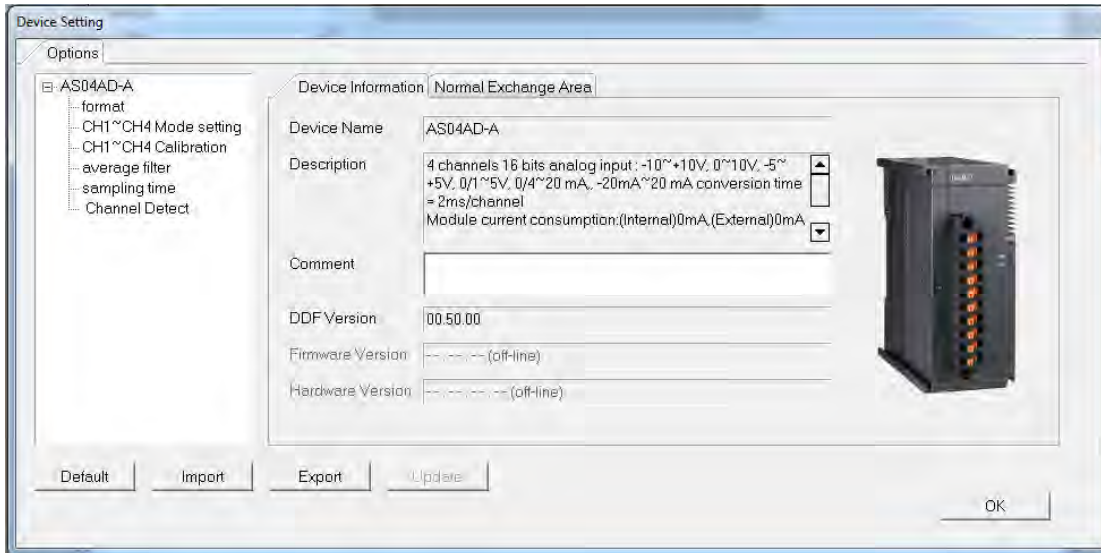 Device Setting
Options
AS04AD-A
format
CH1~CH4 Mode setting
CH1~CH4 Calibration
average filter
sampling time
Channel Detect
Device Information
Normal Exchange Area
Device Name
AS04AD-A
Description
4 channels 16 bits analog input : -10~+10V, 0~10V, -5~
+5V, 0/1~5V, 0/4~20 mA,, -20mA~20 mA conversion time
= 2ms/channel
Module current consumption:(Internal)0mA,(External)0mA
Comment
DDF Version
00.50.00
Firmware Version
--. --. -- (off-line)
Hardware Version
--. --. --. -- (off-line)
Default
Import
Export
Update
OK